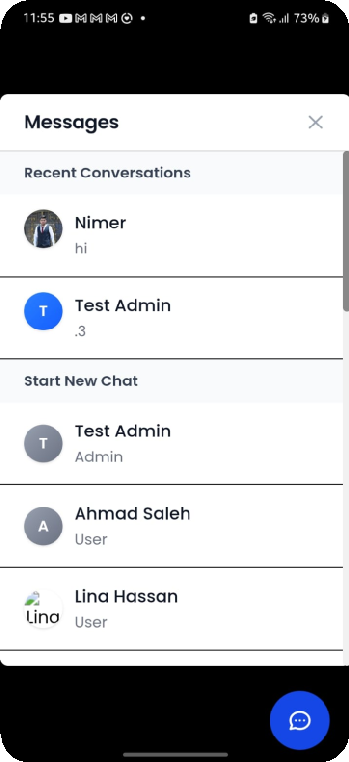 11:55 73%
Messages
Recent Conversations
Nimer
hi
T
Test Admin
.3
Start New Chat
T
Test Admin
Admin
A
Ahmad Saleh
User
Lina
Lina Hassan
User